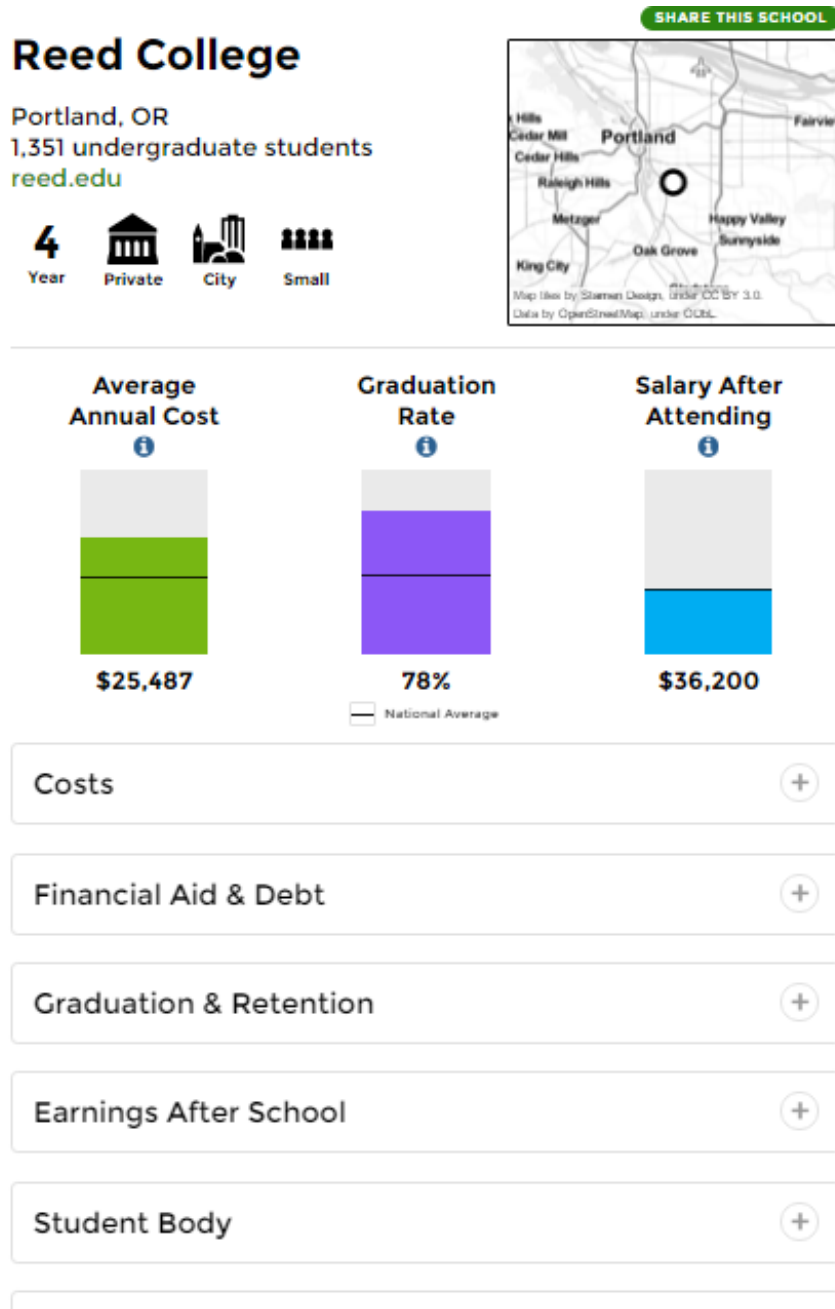 SHARE THIS SCHOOL
Reed College
Portland, OR
1,351 undergraduate students
reed.edu
4
Year
Private
City
Small
Hills
Cedar Mill
Portland
Fairview
Cedar Hills
Raleigh Hills
Metzger
Happy Valley
Sunnyside
Oak Grove
King City
Map tiles by Stamen Design, under CC BY 3.0.
Data by OpenStreetMap, under ODbL.
Average
Annual Cost
Graduation
Rate
Salary After
Attending
$25,487
78%
$36,200
National Average
Costs
Financial Aid & Debt
Graduation & Retention
Earnings After School
Student Body